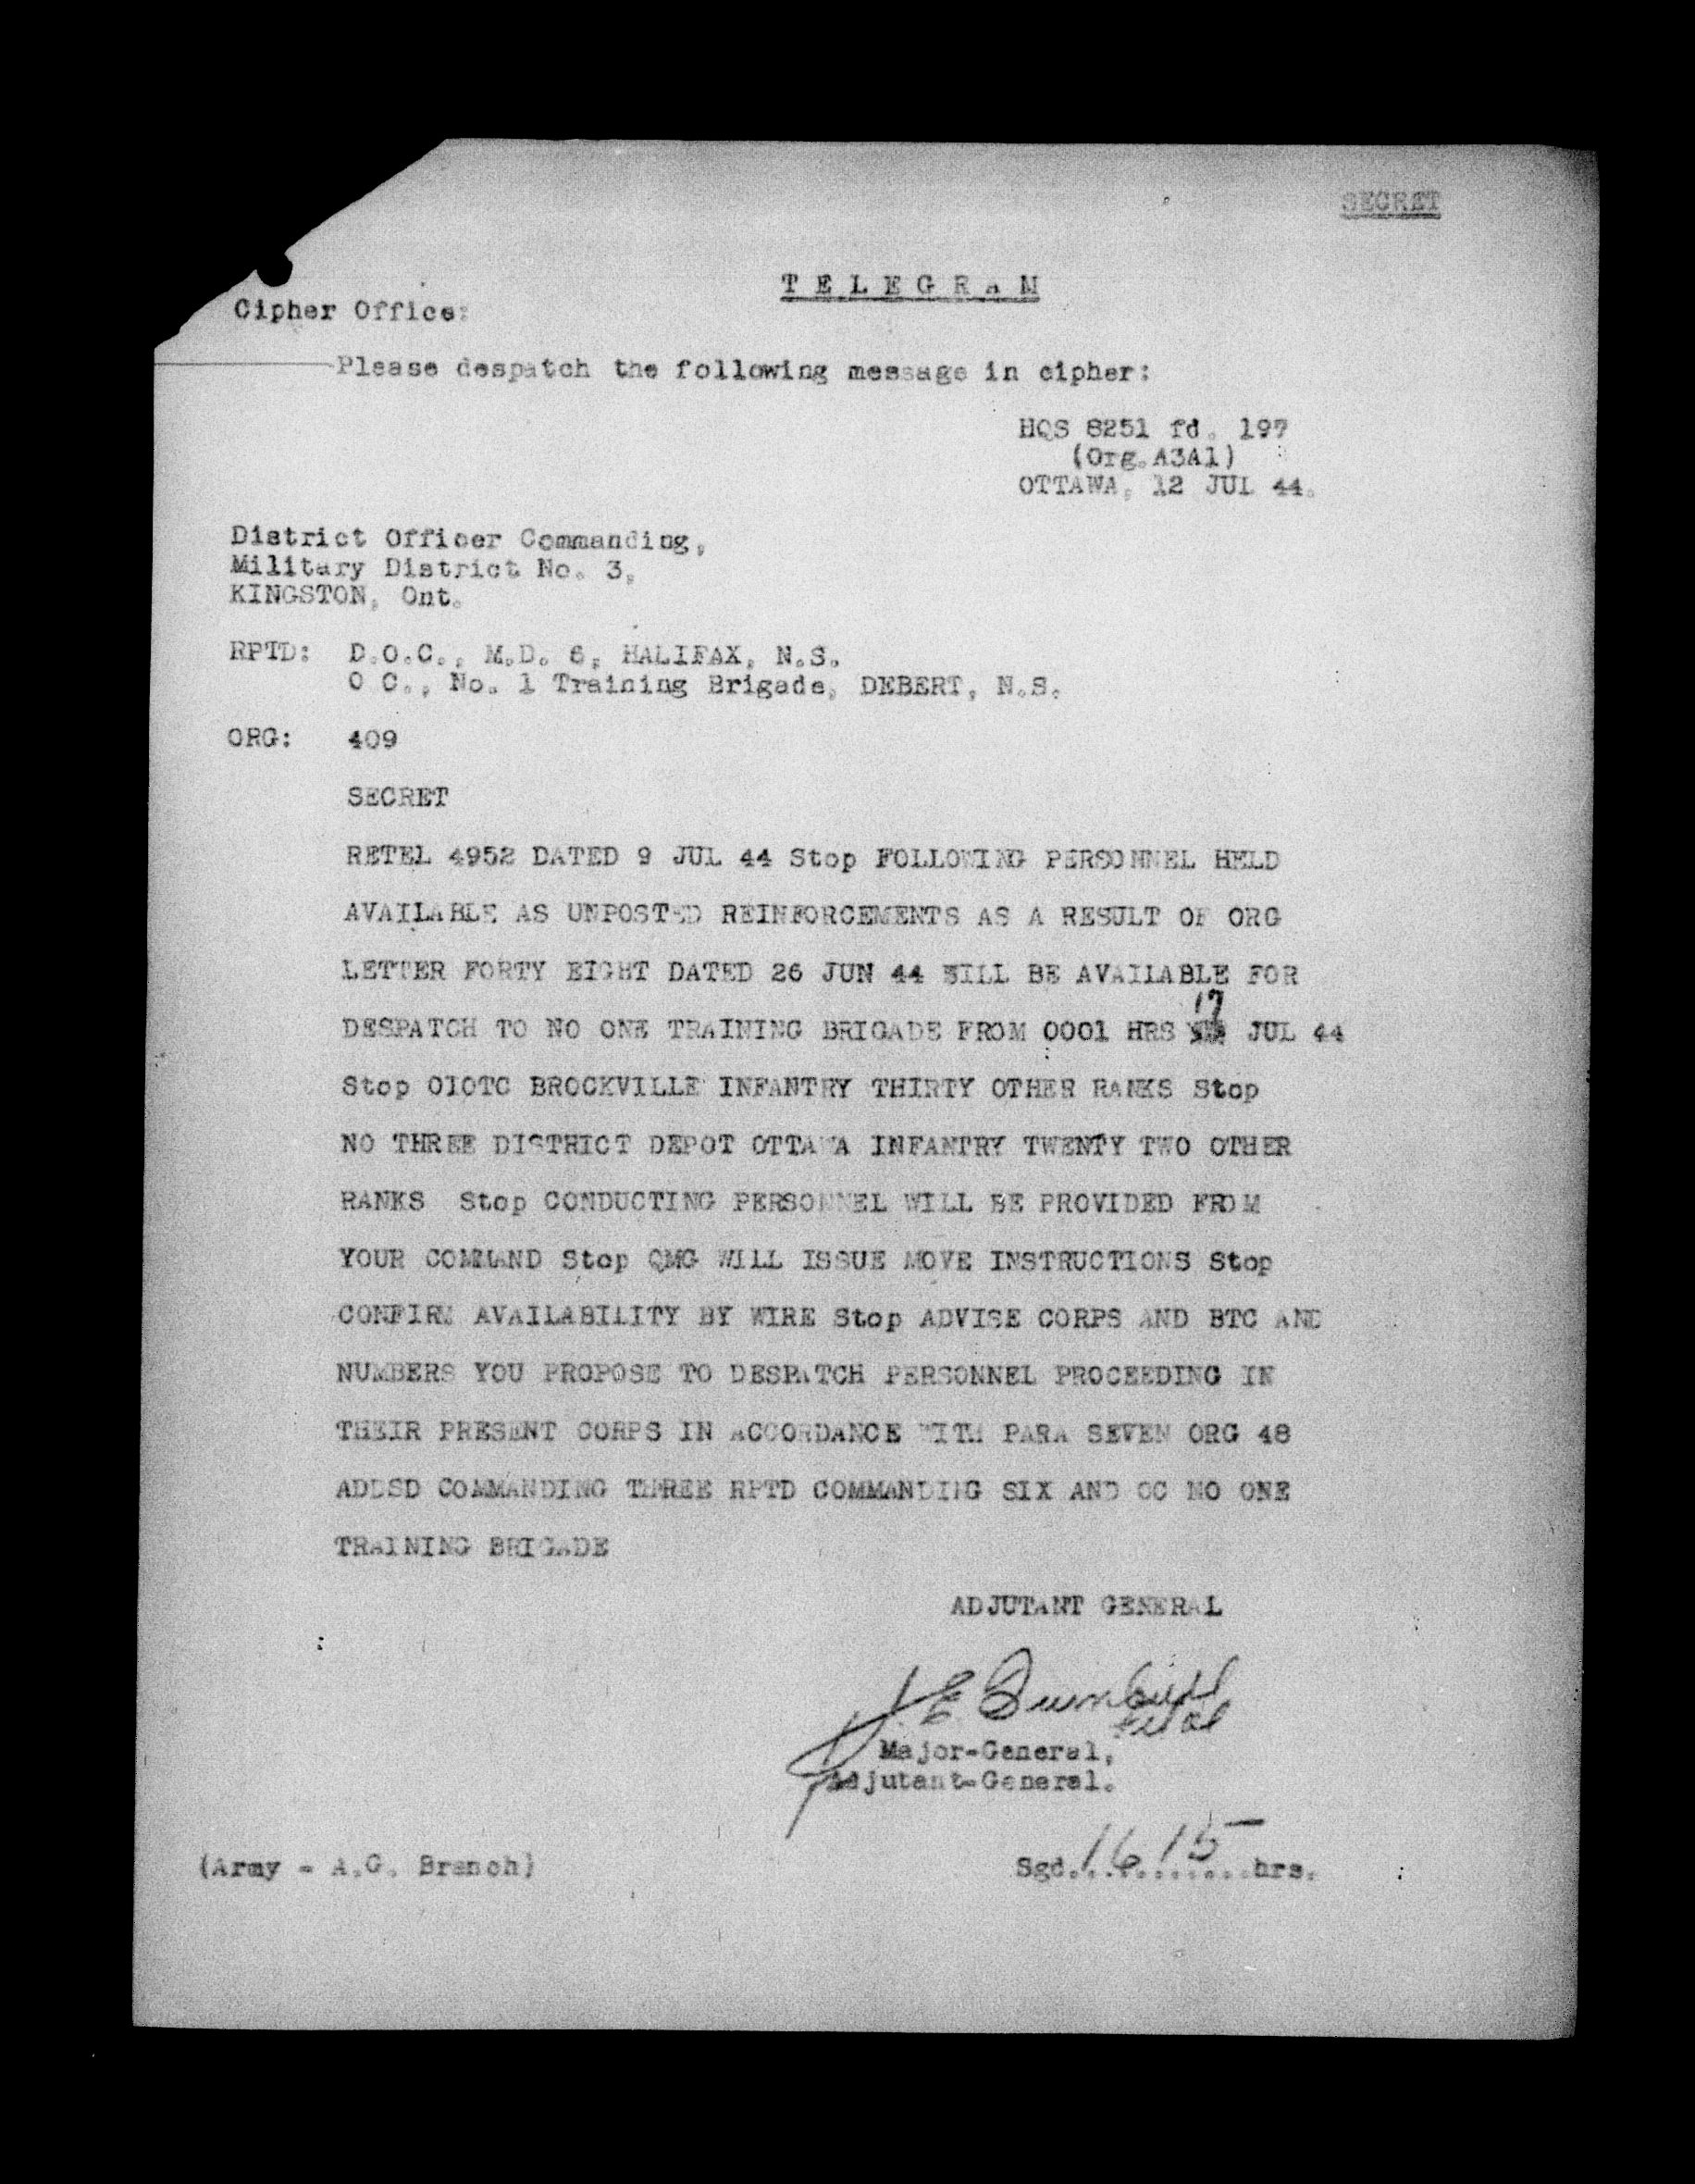 SECRET
TELEGRAM
Cipher Office:
Please despatch the following message in cipher:
HQS 8251 fd. 197
(Org.A3A1)
OTTAWA, 12 JUL 44.
District Officer Commanding,
Military District No. 3,
KINGSTON, Ont.
RPTD: D.O.C., M.D. 6, HALIFAX, N.S.
O C., No. 1 Training Brigade, DEBERT, N.S.
ORG: 409
SECRET
RETEL 4952 DATED 9 JUL 44 Stop FOLLOWING PERSONNEL HELD
AVAILABLE AS UNPOSTED REINFORCEMENTS AS A RESULT OF ORG
LETTER FORTY EIGHT DATED 26 JUN 44 WILL BE AVAILABLE FOR
DESPATCH TO NO ONE TRAINING BRIGADE FROM 0001 HRS 17 JUL 44
Stop OIOTC BROCKVILLE INFANTRY THIRTY OTHER RANKS Stop
NO THREE DISTRICT DEPOT OTTAWA INFANTRY TWENTY TWO OTHER
RANKS Stop CONDUCTING PERSONNEL WILL BE PROVIDED FROM
YOUR COMMAND Stop QMG WILL ISSUE MOVE INSTRUCTIONS Stop
CONFIRM AVAILABILITY BY WIRE Stop ADVISE CORPS AND BTC AND
NUMBERS YOU PROPOSE TO DESPATCH PERSONNEL PROCEEDING IN
THEIR PRESENT CORPS IN ACCORDANCE WITH PARA SEVEN ORG 48
ADDSD COMMANDING THREE RPTD COMMANDING SIX AND OC NO ONE
TRAINING BRIGADE
ADJUTANT GENERAL
Major-General,
Adjutant-General.
(Army - A.G. Branch)
Sgd. 1615 hrs.